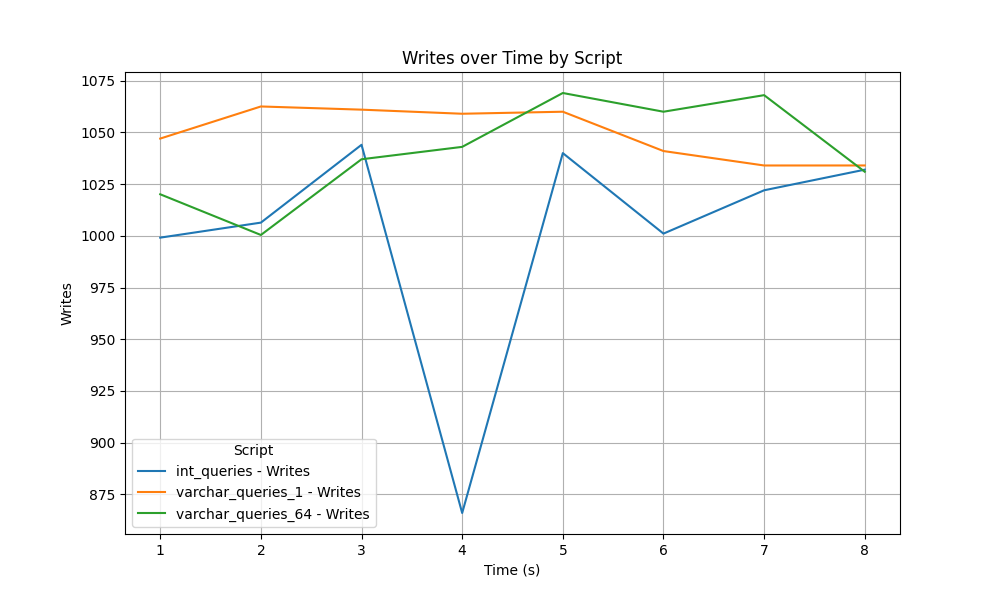 Writes over Time by Script
Writes
1075
1050
1025
1000
975
950
925
900
875
Script
int_queries - Writes
varchar_queries_1 - Writes
varchar_queries_64 - Writes
1 2 3 4 5 6 7 8
Time (s)